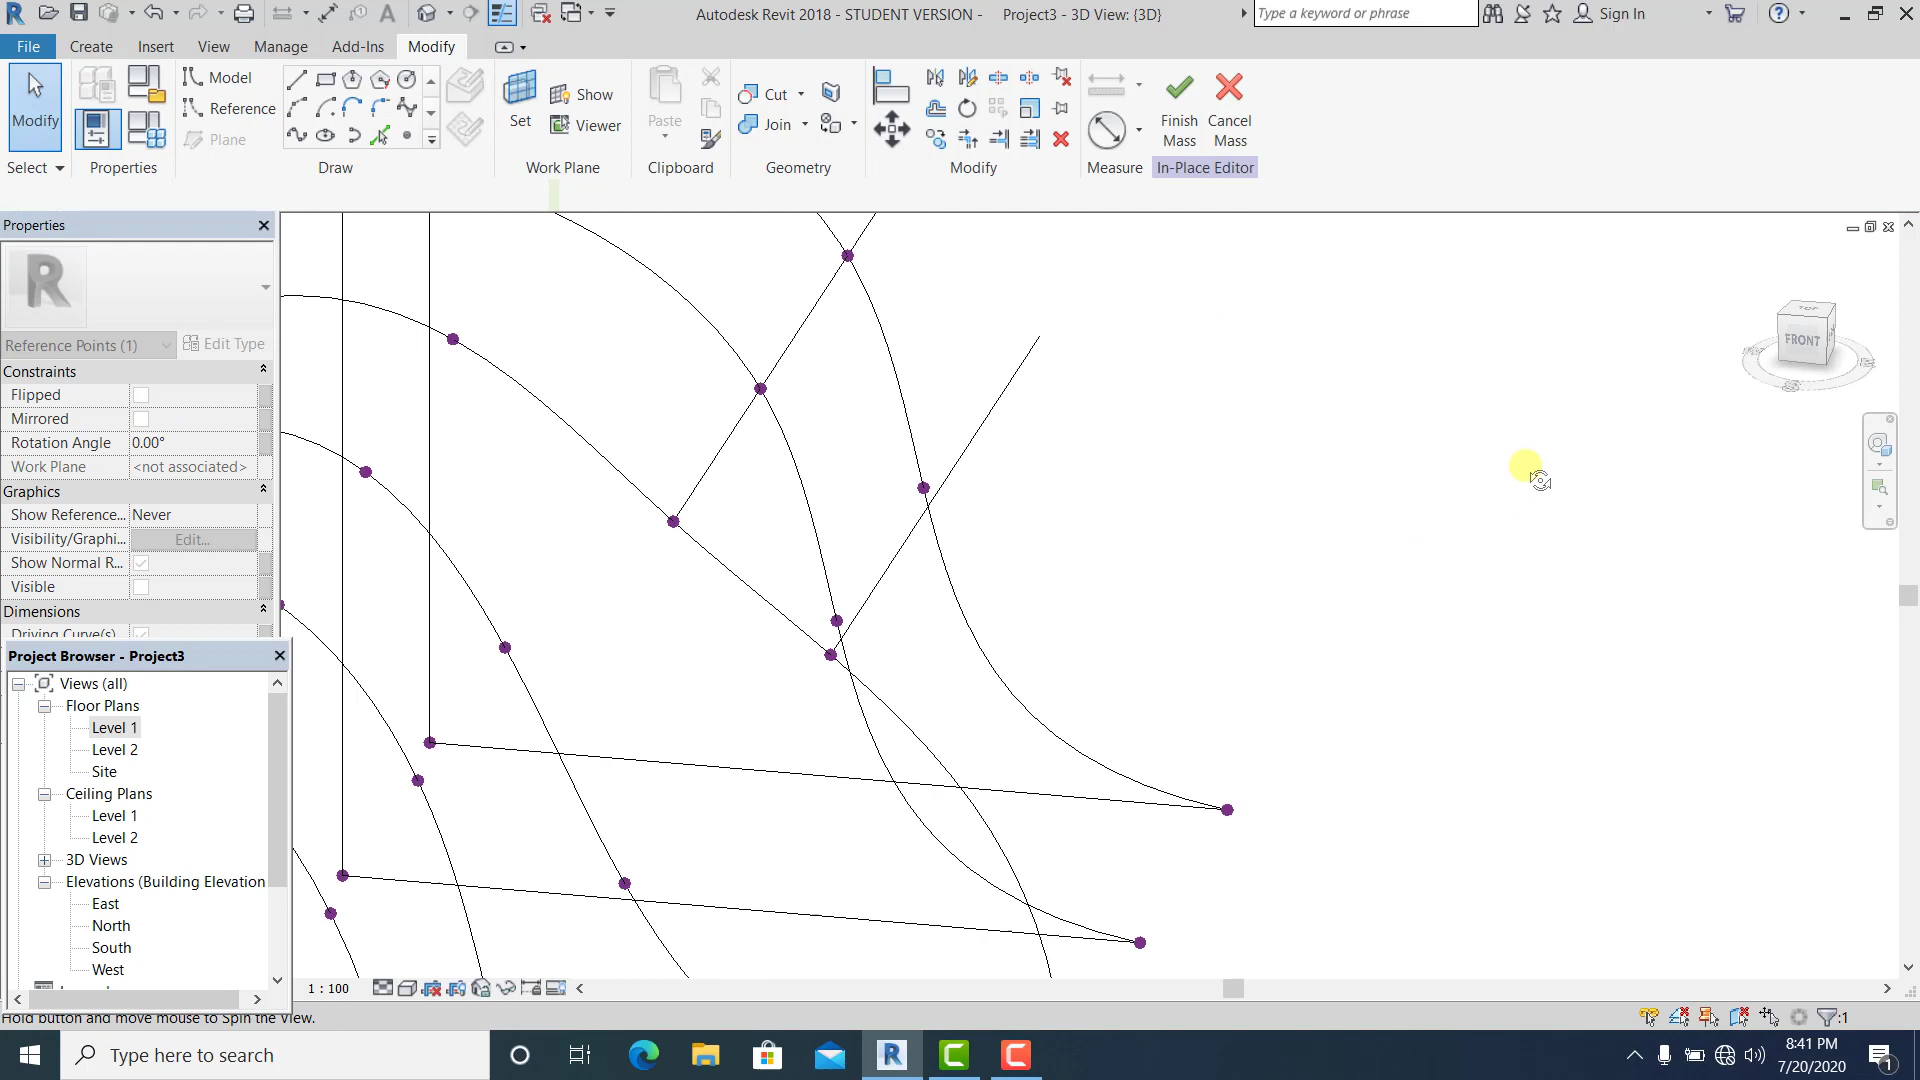 Autodesk Revit 2018 - STUDENT VERSION - Project3 - 3D View: {3D}
Type a keyword or phrase
Sign In
File Create Insert View Manage Add-Ins Modify
Modify
Model
Reference
Plane
Set
Show
Viewer
Paste
Cut
Join
Finish Mass
Cancel Mass
Select Properties Draw Work Plane Clipboard Geometry Modify Measure In-Place Editor
Properties
R
Reference Points (1) Edit Type
Constraints
Flipped
Mirrored
Rotation Angle 0.00°
Work Plane <not associated>
Graphics
Show Reference... Never
Visibility/Graphi... Edit...
Show Normal R...
Visible
Dimensions
Driving Curve(s)
Project Browser - Project3
Views (all)
Floor Plans
Level 1
Level 2
Site
Ceiling Plans
Level 1
Level 2
3D Views
Elevations (Building Elevation
East
North
South
West
TOP
FRONT
1 : 100
Hold button and move mouse to Spin the View.
:1
Type here to search
8:41 PM
7/20/2020
1